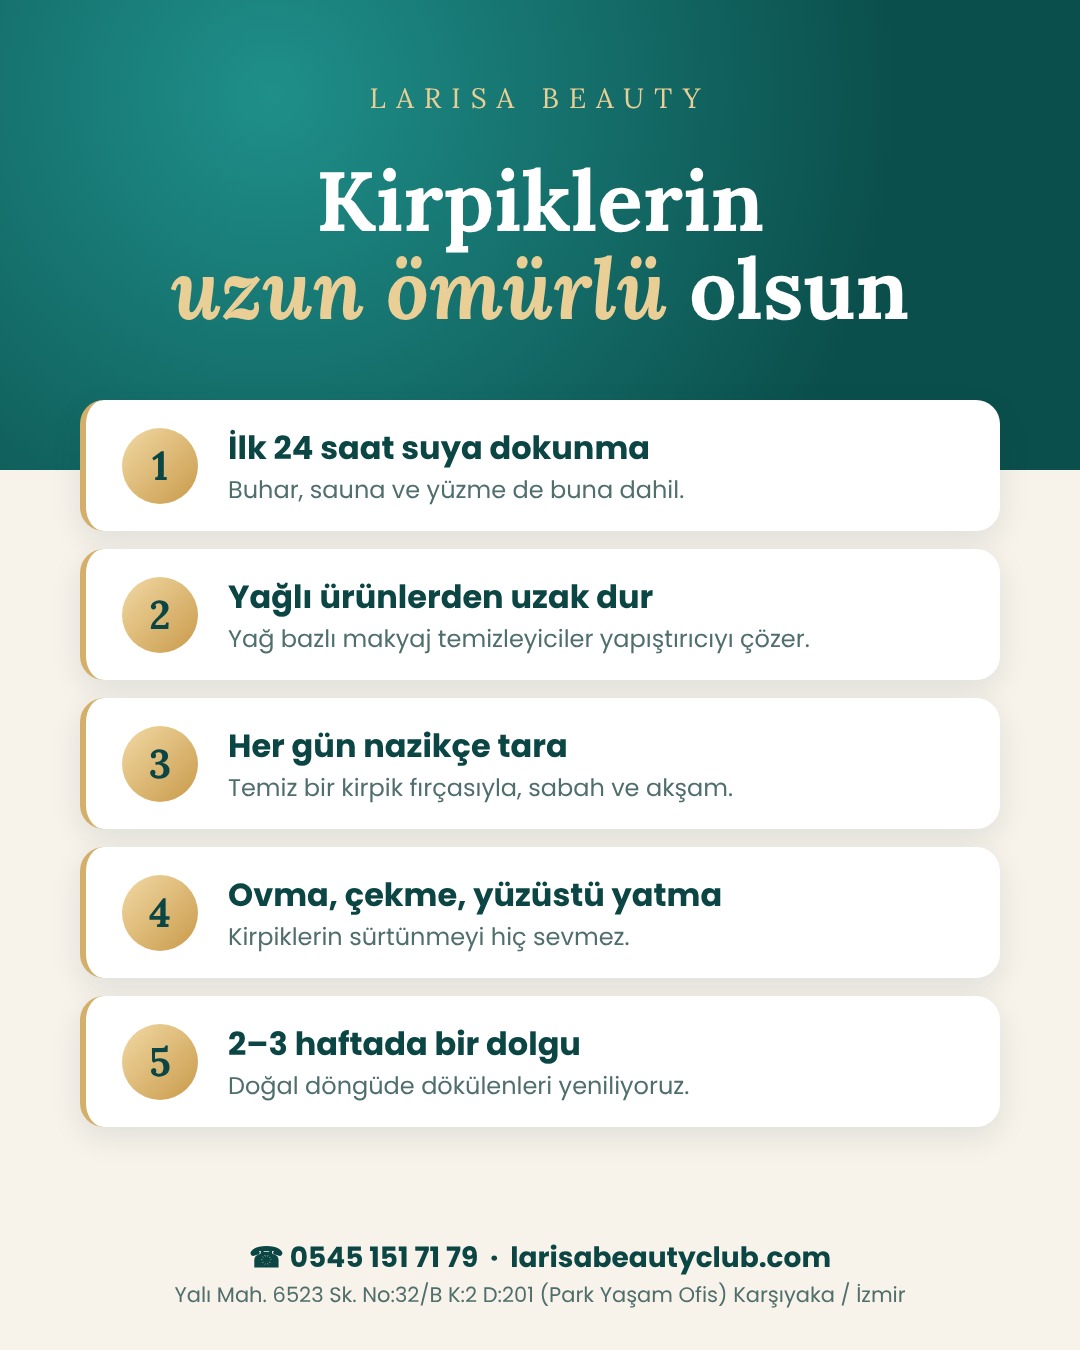 LARISA BEAUTY
Kirpiklerin
uzun ömürlü olsun
1
İlk 24 saat suya dokunma
Buhar, sauna ve yüzme de buna dahil.
2
Yağlı ürünlerden uzak dur
Yağ bazlı makyaj temizleyiciler yapıştırıcıyı çözer.
3
Her gün nazikçe tara
Temiz bir kirpik fırçasıyla, sabah ve akşam.
4
Ovma, çekme, yüzüstü yatma
Kirpiklerin sürtünmeyi hiç sevmez.
5
2–3 haftada bir dolgu
Doğal döngüde dökülenleri yeniliyoruz.
☎ 0545 151 71 79 · larisabeautyclub.com
Yalı Mah. 6523 Sk. No:32/B K:2 D:201 (Park Yaşam Ofis) Karşıyaka / İzmir